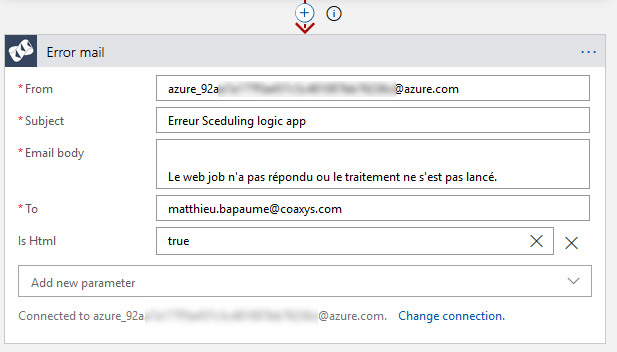 Error mail
* From
azure_92a @azure.com
* Subject
Erreur Sceduling logic app
* Email body
Le web job n'a pas répondu ou le traitement ne s'est pas lancé.
* To
matthieu.bapaume@coaxys.com
Is Html
true
Add new parameter
Connected to azure_92a @azure.com. Change connection.